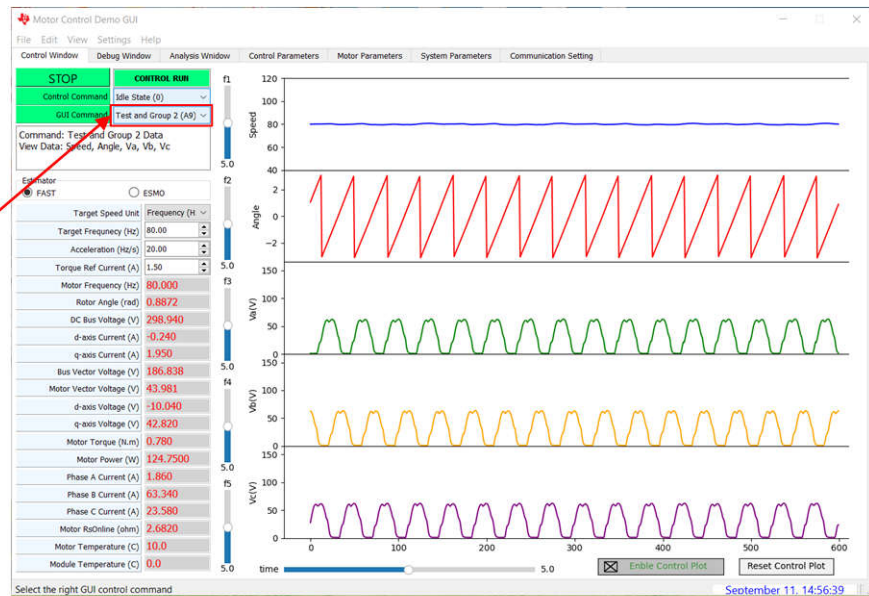 Motor Control Demo GUI
File Edit View Settings Help
Control Window Debug Window Analysis Wnidow Control Parameters Motor Parameters System Parameters Communication Setting
STOP CONTROL RUN
Control Command Idle State (0)
GUI Command Test and Group 2 (A9)
Command: Test and Group 2 Data
View Data: Speed, Angle, Va, Vb, Vc
Estimator
FAST ESMO
Target Speed Unit Frequency (H
Target Frequnecy (Hz) 80.00
Acceleration (Hz/s) 20.00
Torque Ref Current (A) 1.50
Motor Frequency (Hz) 80.000
Rotor Angle (rad) 0.8872
DC Bus Voltage (V) 298.940
d-axis Current (A) -0.240
q-axis Current (A) 1.950
Bus Vector Voltage (V) 186.838
Motor Vector Voltage (V) 43.981
d-axis Voltage (V) -10.040
q-axis Voltage (V) 42.820
Motor Torque (N.m) 0.780
Motor Power (W) 124.7500
Phase A Current (A) 1.860
Phase B Current (A) 63.340
Phase C Current (A) 23.580
Motor RsOnline (ohm) 2.6820
Motor Temperature (C) 10.0
Module Temperature (C) 0.0
f1
5.0
f2
5.0
f3
5.0
f4
5.0
f5
5.0
Speed
120
100
80
60
40
Angle
2
0
−2
Va(V)
150
100
50
0
Vb(V)
150
100
50
0
Vc(V)
150
100
50
0
0 100 200 300 400 500 600
time 5.0 Enble Control Plot Reset Control Plot
Select the right GUI control command September 11, 14:56:39